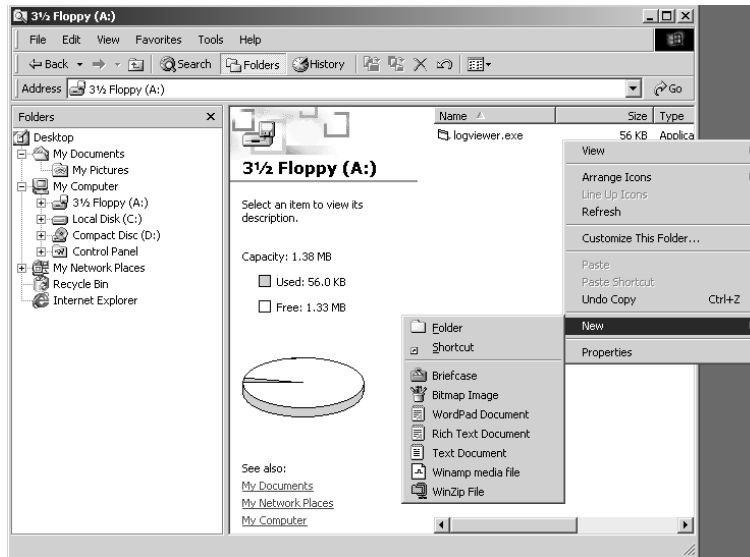 3½ Floppy (A:)
File Edit View Favorites Tools Help
Back Search Folders History
Address 3½ Floppy (A:) Go
Folders
Desktop
My Documents
My Pictures
My Computer
3½ Floppy (A:)
Local Disk (C:)
Compact Disc (D:)
Control Panel
My Network Places
Recycle Bin
Internet Explorer
3½ Floppy (A:)
Select an item to view its
description.
Capacity: 1.38 MB
Used: 56.0 KB
Free: 1.33 MB
See also:
My Documents
My Network Places
My Computer
Name Size Type
logviewer.exe 56 KB Applica
View
Arrange Icons
Line Up Icons
Refresh
Customize This Folder...
Paste
Paste Shortcut
Undo Copy Ctrl+Z
New
Properties
Folder
Shortcut
Briefcase
Bitmap Image
WordPad Document
Rich Text Document
Text Document
Winamp media file
WinZip File